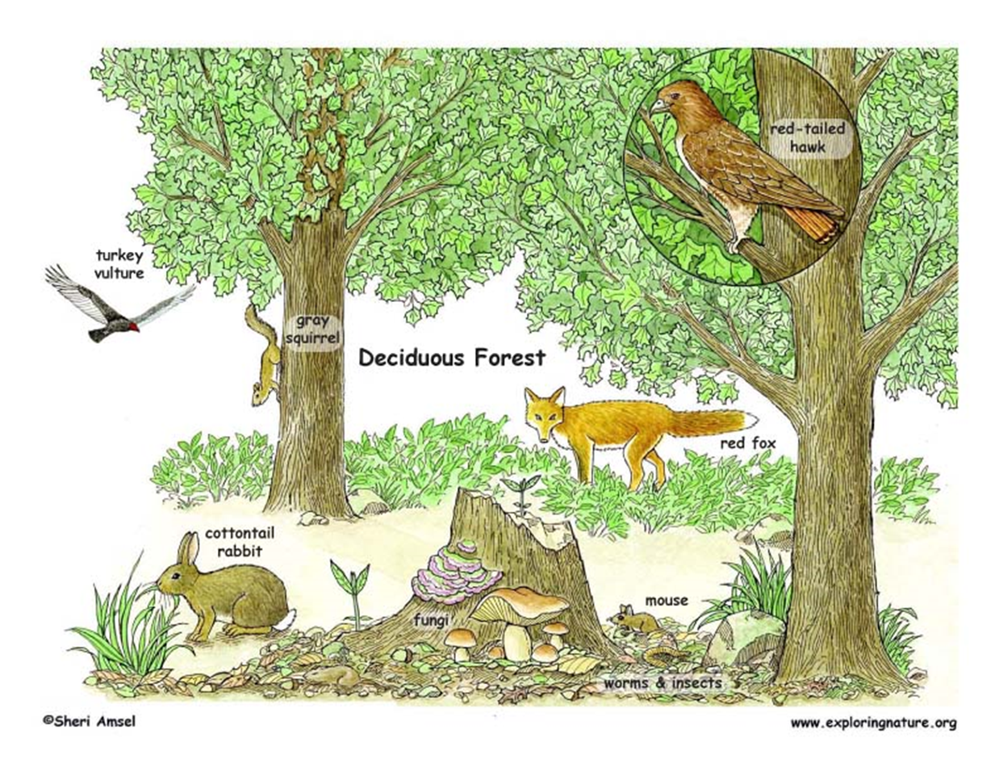 red-tailed
hawk
turkey
vulture
gray
squirrel
Deciduous Forest
red fox
cottontail
rabbit
mouse
fungi
worms & insects
©Sheri Amsel
www.exploringnature.org